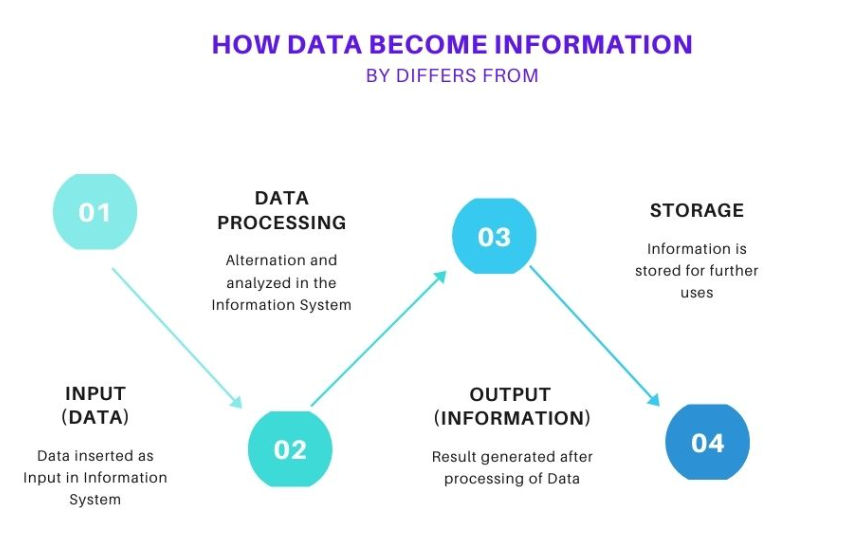 HOW DATA BECOME INFORMATION
BY DIFFERS FROM
01
INPUT
(DATA)
Data inserted as
Input in Information
System
DATA
PROCESSING
Alternation and
analyzed in the
Information System
02
03
OUTPUT
(INFORMATION)
Result generated after
processing of Data
STORAGE
Information is
stored for further
uses
04